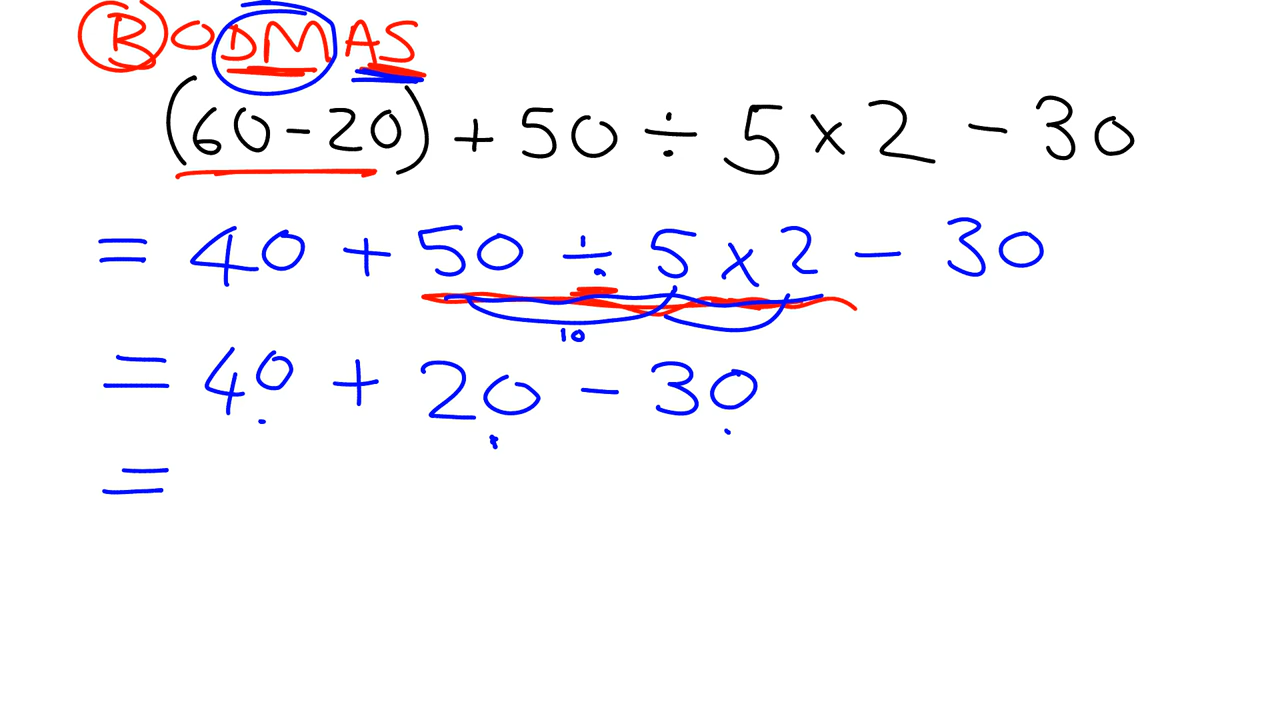 BODMAS
(60-20) + 50 ÷ 5 × 2 - 30
= 40 + 50 ÷ 5 × 2 - 30
10
= 40 + 20 - 30
=